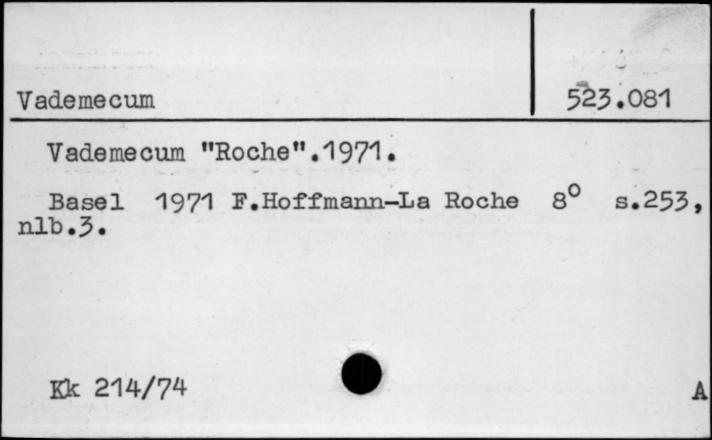 Vademecum 523.081
Vademecum "Roche".1971.
Basel 1971 F.Hoffmann-La Roche 8° s.253,
nlb.3.
Kk 214/74 A